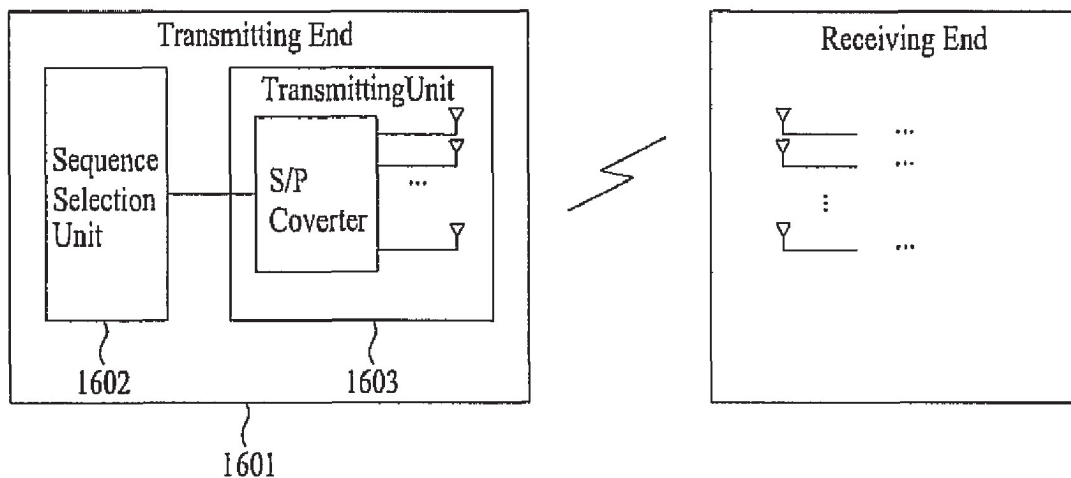 Transmitting End
Receiving End
TransmittingUnit
Sequence
Selection
Unit
S/P
Coverter
...
...
...
...
1602
1603
1601